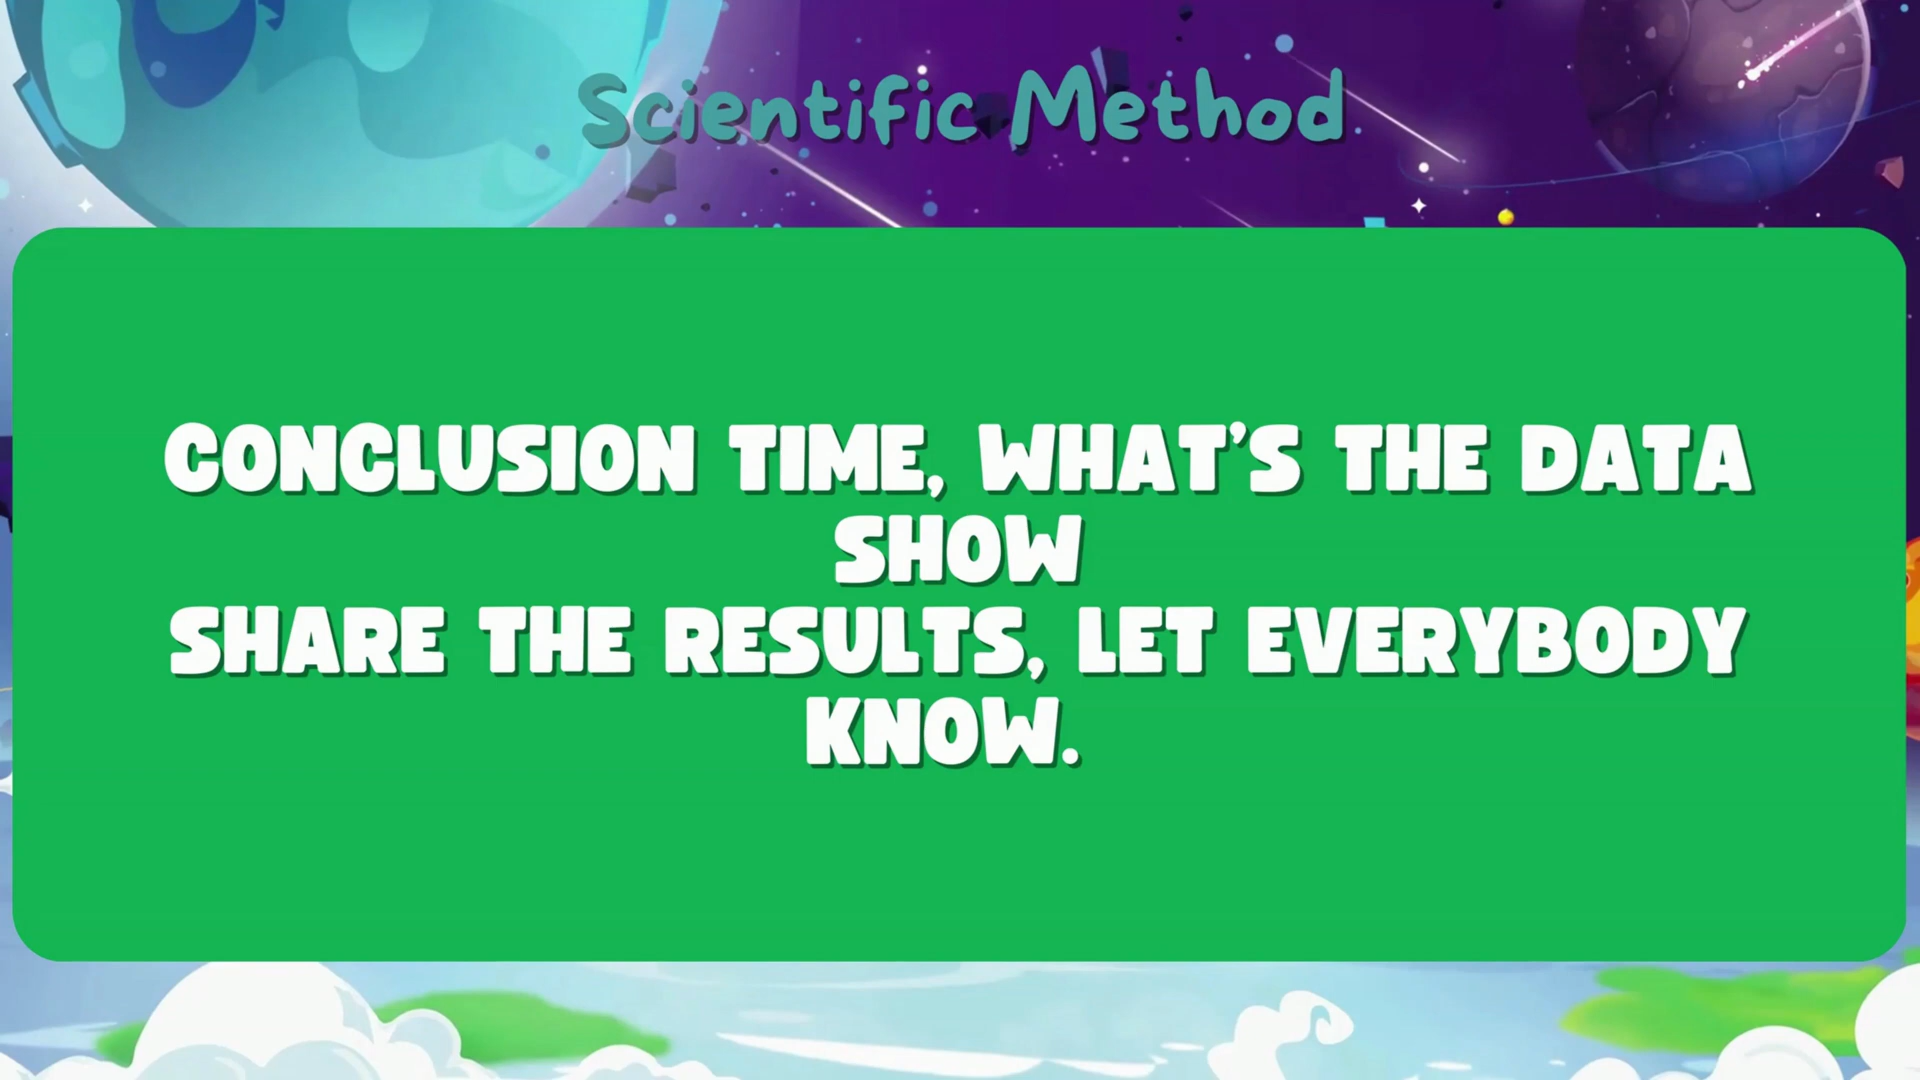 Scientific Method
CONCLUSION TIME, WHAT'S THE DATA
SHOW
SHARE THE RESULTS, LET EVERYBODY
KNOW.